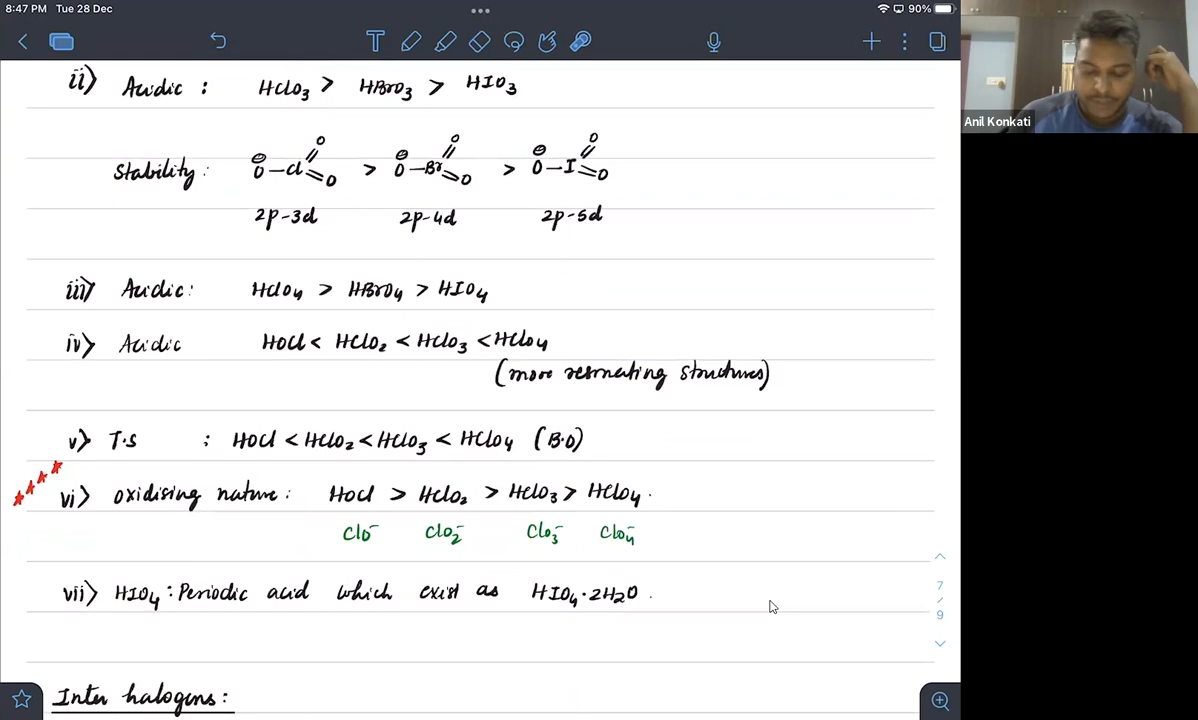 8:47 PM Tue 28 Dec
90%
Anil Konkati
ii) Acidic : HClO3 > HBrO3 > HIO3
O
Stability: ⊖O-Cl=O > ⊖O-Br=O > ⊖O-I=O
2p-3d 2p-4d 2p-5d
iii) Acidic: HClO4 > HBrO4 > HIO4
iv) Acidic HOCl < HClO2 < HClO3 < HClO4
(more resonating structures)
v) T.S : HOCl < HClO2 < HClO3 < HClO4 (B.O)
vi) oxidising nature: HOCl > HClO2 > HClO3 > HClO4.
ClO⁻ ClO2⁻ ClO3⁻ ClO4⁻
vii) HIO4 : Periodic acid which exist as HIO4·2H2O.
7
/
9
Inter halogens: